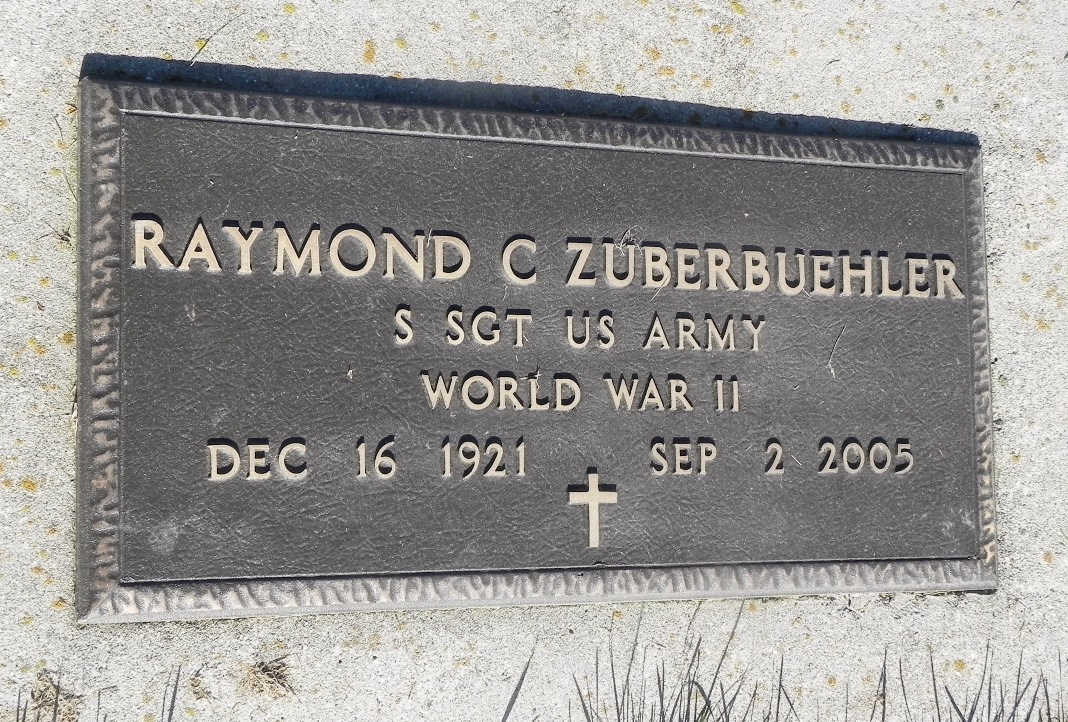 RAYMOND C ZUBERBUEHLER
S SGT US ARMY
WORLD WAR II
DEC 16 1921 SEP 2 2005